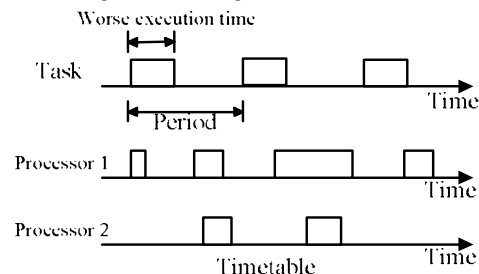 Worse execution time
Task
Time
Period
Processor 1
Time
Processor 2
Time
Timetable